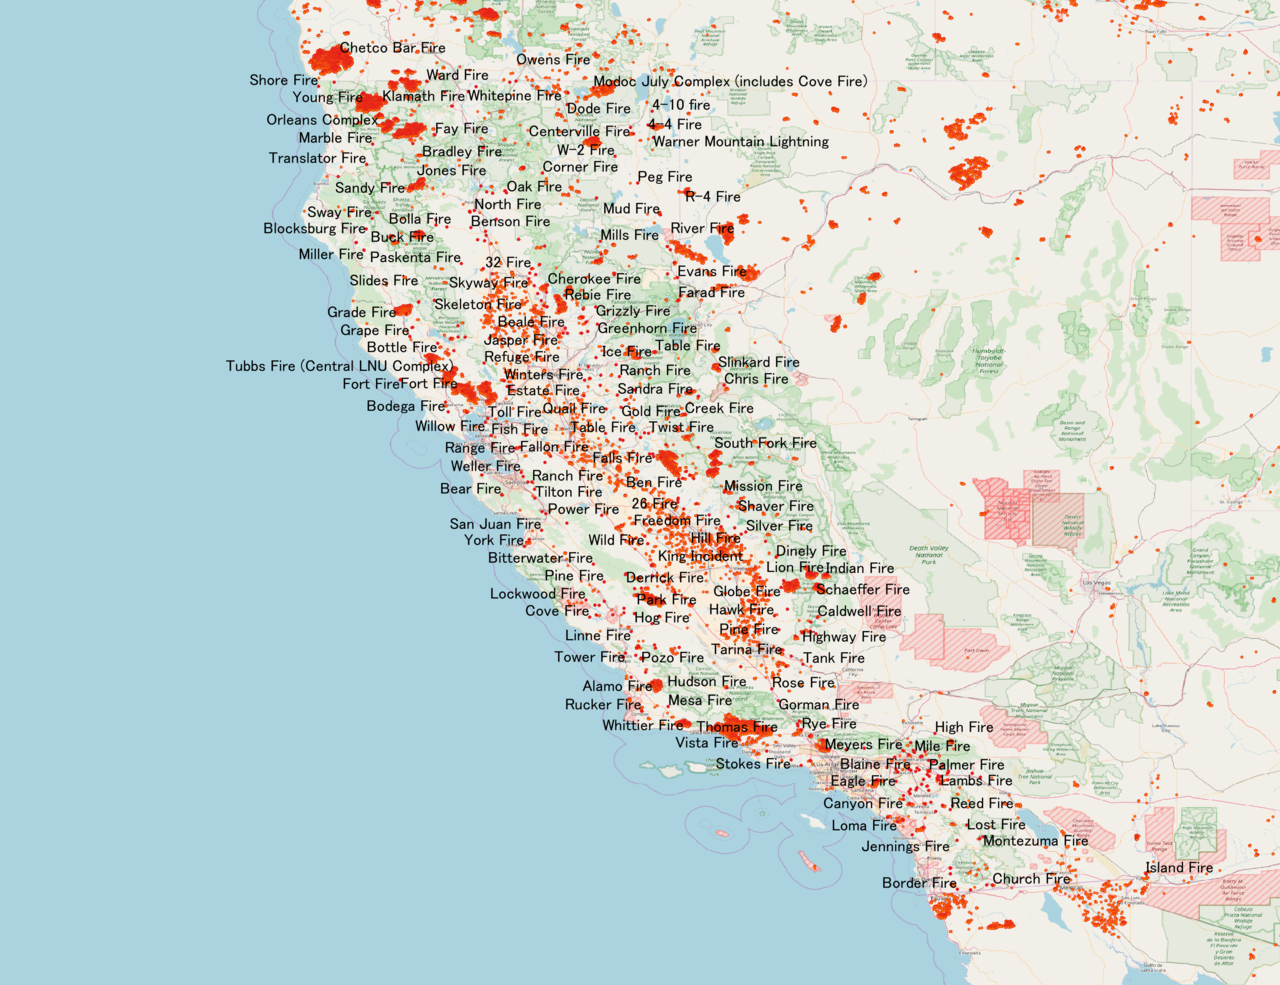 Chetco Bar Fire
Owens Fire
Ward Fire
Shore Fire
Modoc July Complex (includes Cove Fire)
Young Fire
Klamath Fire
Whitepine Fire
4-10 fire
Dode Fire
Orleans Complex
4-4 Fire
Fay Fire
Centerville Fire
Marble Fire
Warner Mountain Lightning
Bradley Fire
W-2 Fire
Translator Fire
Jones Fire
Corner Fire
Peg Fire
Sandy Fire
Oak Fire
R-4 Fire
North Fire
Mud Fire
Sway Fire
Bolla Fire
Benson Fire
Blocksburg Fire
Buck Fire
Mills Fire
River Fire
Miller Fire
Paskenta Fire
32 Fire
Evans Fire
Slides Fire
Skyway Fire
Cherokee Fire
Rebie Fire
Farad Fire
Skeleton Fire
Grade Fire
Grizzly Fire
Beale Fire
Grape Fire
Greenhorn Fire
Jasper Fire
Bottle Fire
Table Fire
Refuge Fire
Ice Fire
Slinkard Fire
Tubbs Fire (Central LNU Complex)
Winters Fire
Ranch Fire
Chris Fire
Humboldt-
Toiyabe
National
Forest
Fort Fire
Fort Fire
Estate Fire
Sandra Fire
Bodega Fire
Toll Fire
Quail Fire
Gold Fire
Creek Fire
Willow Fire
Fish Fire
Table Fire
Twist Fire
Range Fire
Fallon Fire
South Fork Fire
Weller Fire
Falls Fire
Ranch Fire
Ben Fire
Mission Fire
Bear Fire
Tilton Fire
Power Fire
26 Fire
Shaver Fire
San Juan Fire
Freedom Fire
Silver Fire
York Fire
Wild Fire
Hill Fire
Bitterwater Fire
King Incident
Dinely Fire
Death Valley
National
Park
Pine Fire
Derrick Fire
Lion Fire
Indian Fire
Las Vegas
Lockwood Fire
Globe Fire
Schaeffer Fire
Cove Fire
Park Fire
Hawk Fire
Caldwell Fire
Hog Fire
Linne Fire
Pine Fire
Highway Fire
Tower Fire
Pozo Fire
Tarina Fire
Tank Fire
Alamo Fire
Hudson Fire
Rose Fire
Rucker Fire
Mesa Fire
Gorman Fire
Whittier Fire
Thomas Fire
Rye Fire
High Fire
Vista Fire
Meyers Fire
Mile Fire
Stokes Fire
Blaine Fire
Palmer Fire
Eagle Fire
Lambs Fire
Canyon Fire
Reed Fire
Loma Fire
Lost Fire
Jennings Fire
Montezuma Fire
Island Fire
Border Fire
Church Fire